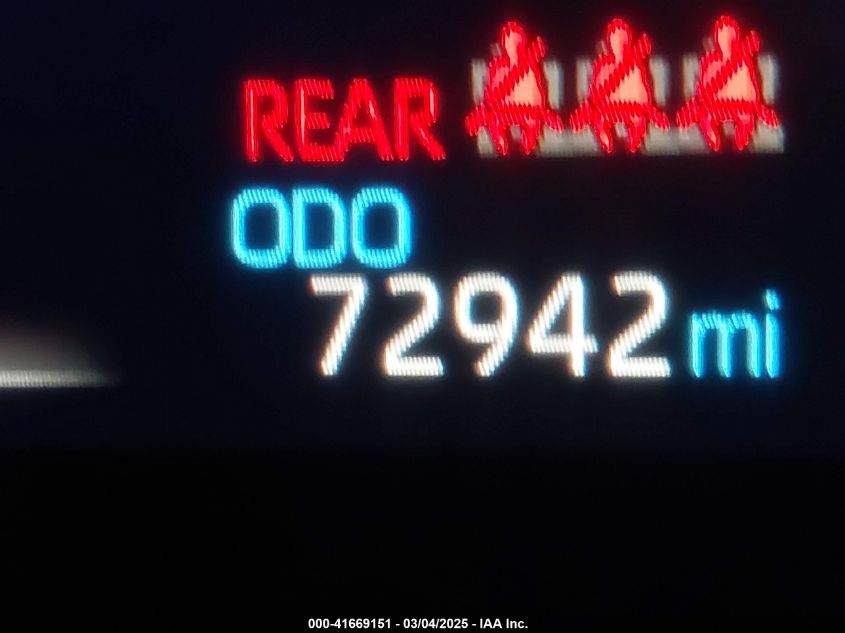 REAR
ODO
72942 mi
000-41669151 - 03/04/2025 - IAA Inc.